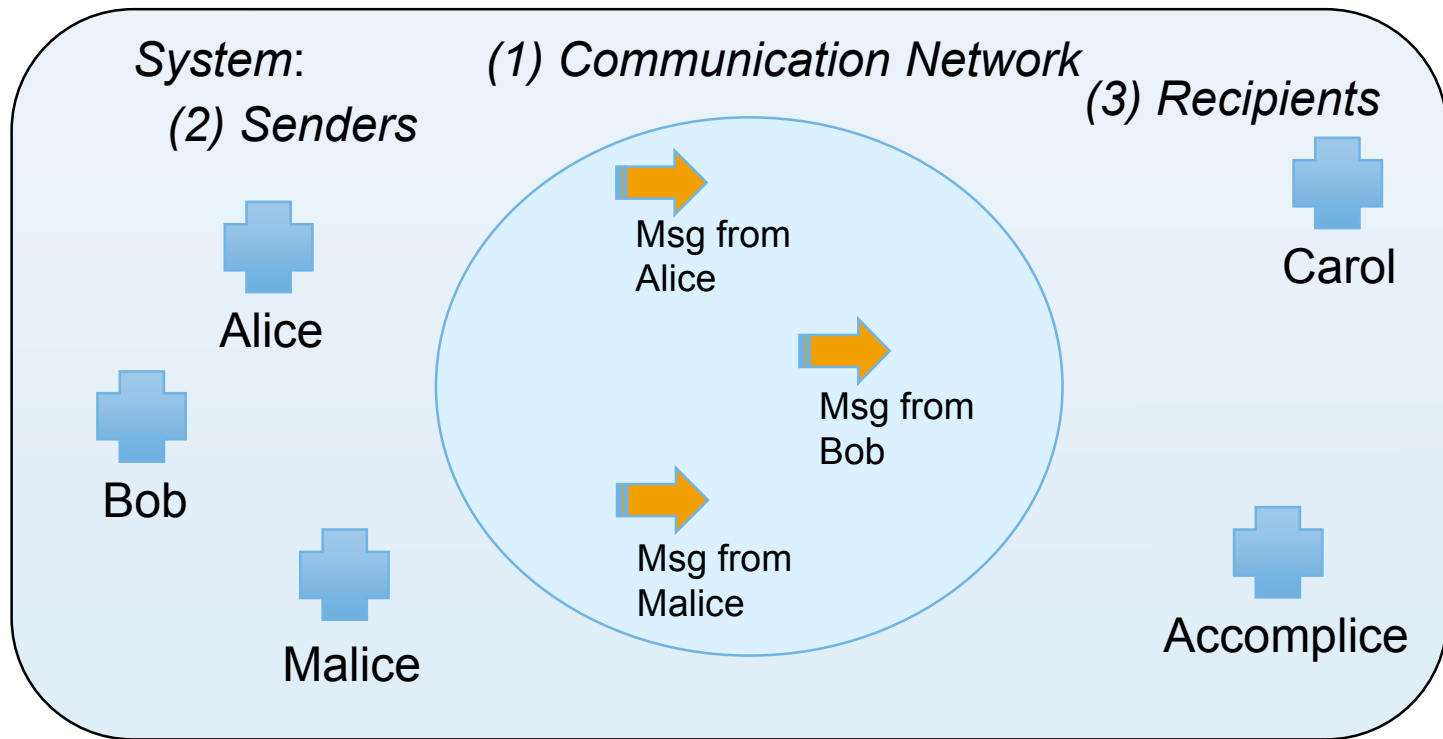 System:
(1) Communication Network
(2) Senders
(3) Recipients
Msg from
Alice
Carol
Alice
Msg from
Bob
Bob
Msg from
Malice
Malice
Accomplice